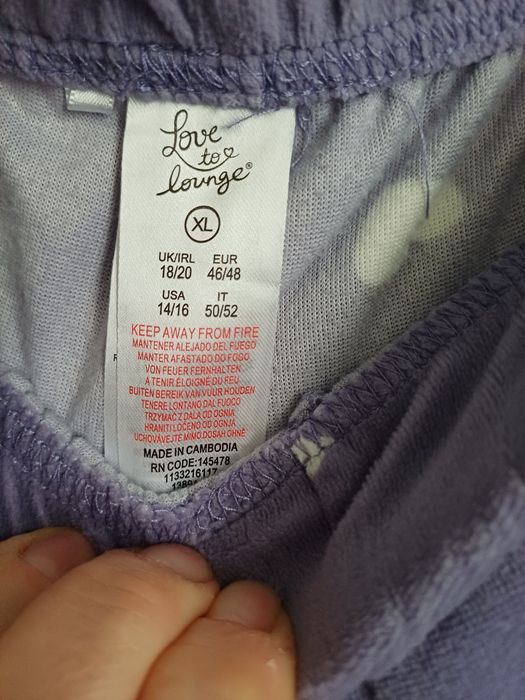 Love
to
lounge®
XL
UK/IRL EUR
18/20 46/48
USA IT
14/16 50/52
KEEP AWAY FROM FIRE
MANTENER ALEJADO DEL FUEGO
MANTER AFASTADO DO FOGO
VON FEUER FERNHALTEN
A TENIR ÉLOIGNÉ DU FEU
BUITEN BEREIK VAN VUUR HOUDEN
TENERE LONTANO DAL FUOCO
TRZYMAĆ Z DALA OD OGNIA
HRANITI LOČENO OD OGNJA
UCHOVÁVEJTE MIMO DOSAH OHNĚ
MADE IN CAMBODIA
RN CODE:145478